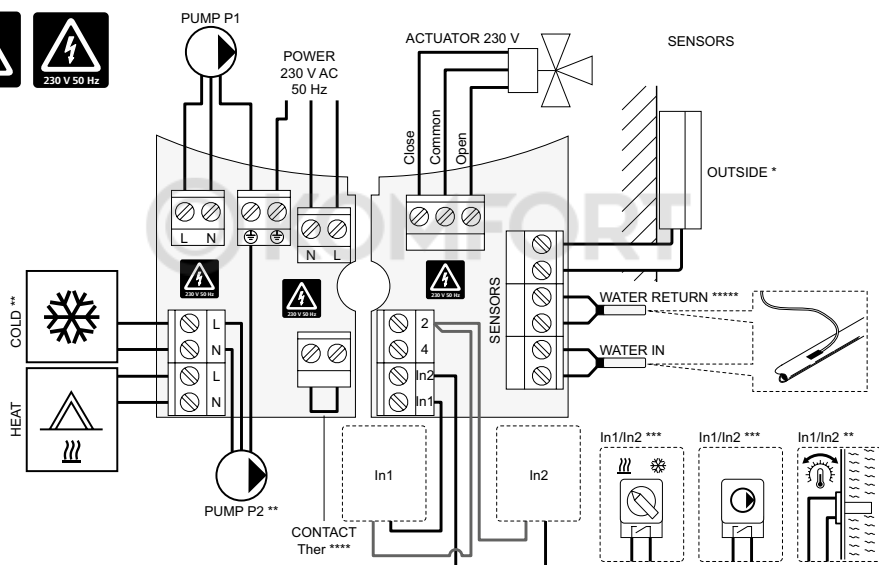 PUMP P1
230 V 50 Hz
POWER
230 V AC
50 Hz
ACTUATOR 230 V
SENSORS
Close
Common
Open
OUTSIDE *
© KOMFORT
L N
N L
230 V 50 Hz
230 V 50 Hz
230 V 50 Hz
SENSORS
WATER RETURN *****
WATER IN
COLD **
HEAT
L
N
L
N
2
4
In2
In1
PUMP P2 **
CONTACT
Ther ****
In1
In2
In1/In2 ***
In1/In2 ***
In1/In2 **